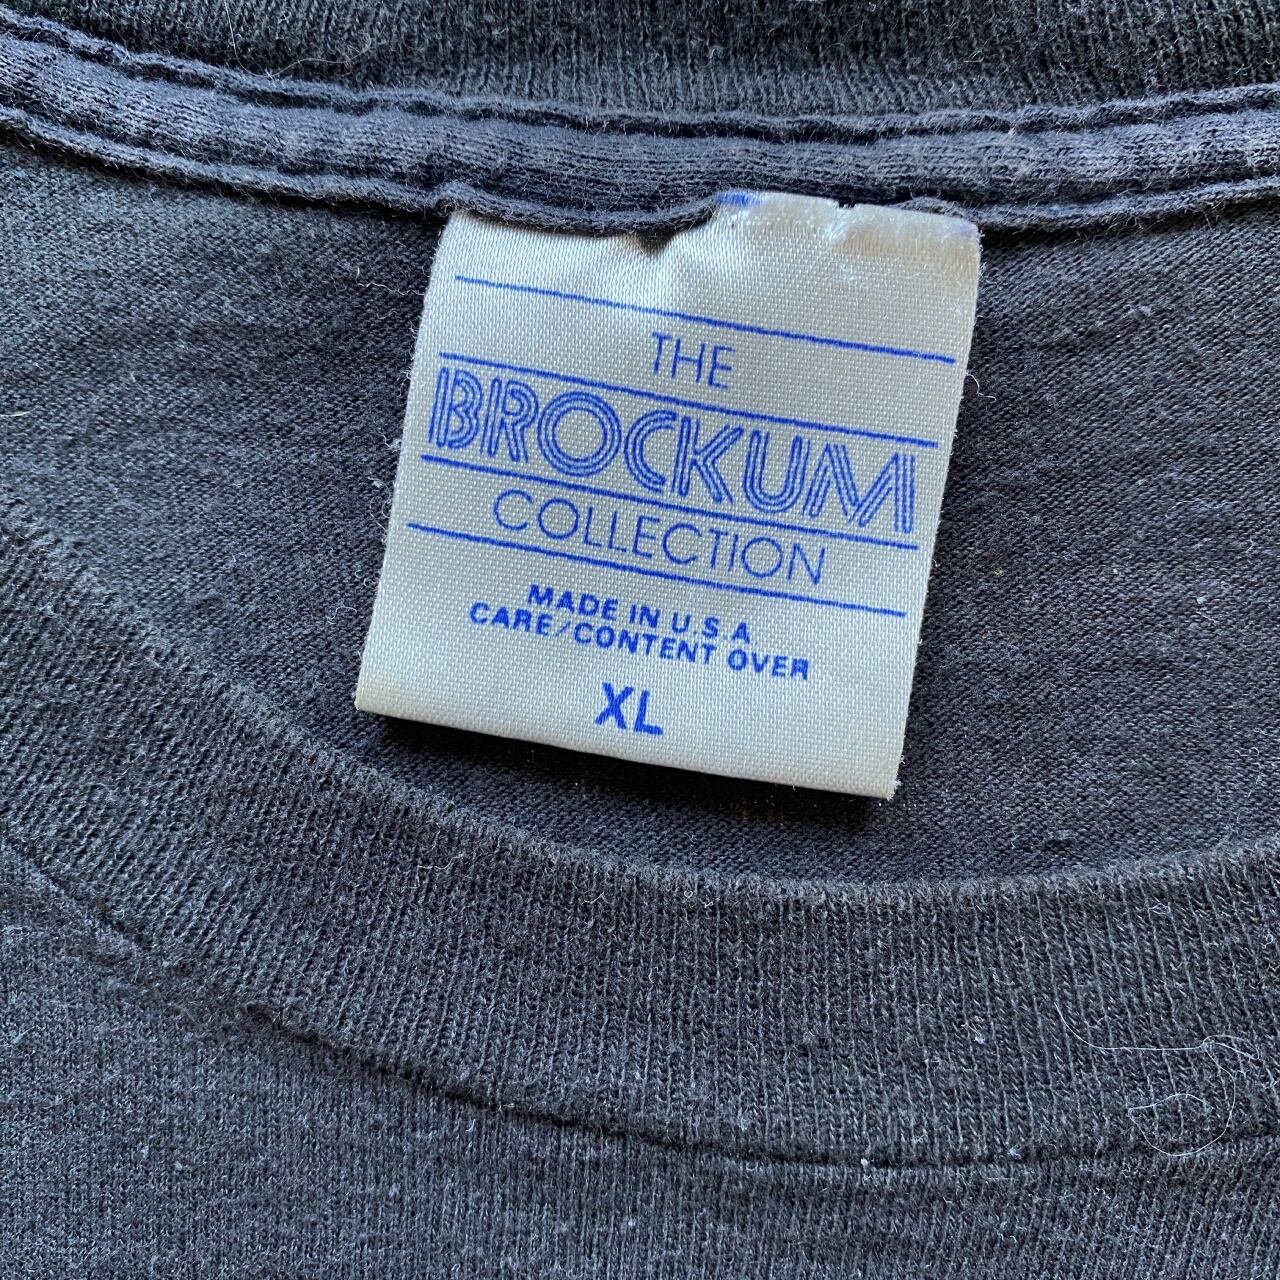 THE
BROCKUM
COLLECTION
MADE IN U.S.A
CARE/CONTENT OVER
XL